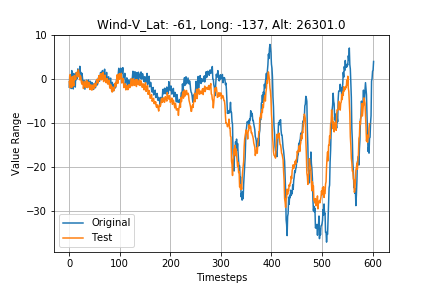 Wind-V_Lat: -61, Long: -137, Alt: 26301.0
Value Range
10
0
−10
−20
−30
Original
Test
0 100 200 300 400 500 600
Timesteps